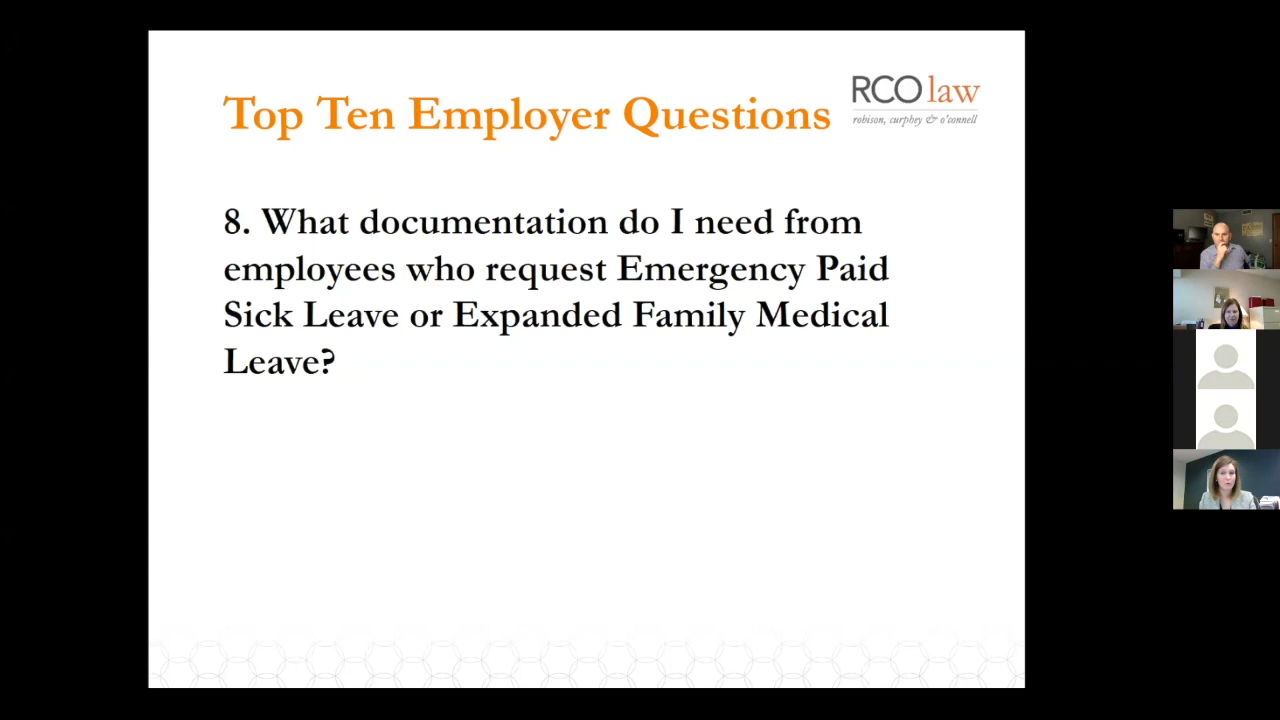 Top Ten Employer Questions
RCO law
robison, curphey & o'connell
8. What documentation do I need from
employees who request Emergency Paid
Sick Leave or Expanded Family Medical
Leave?